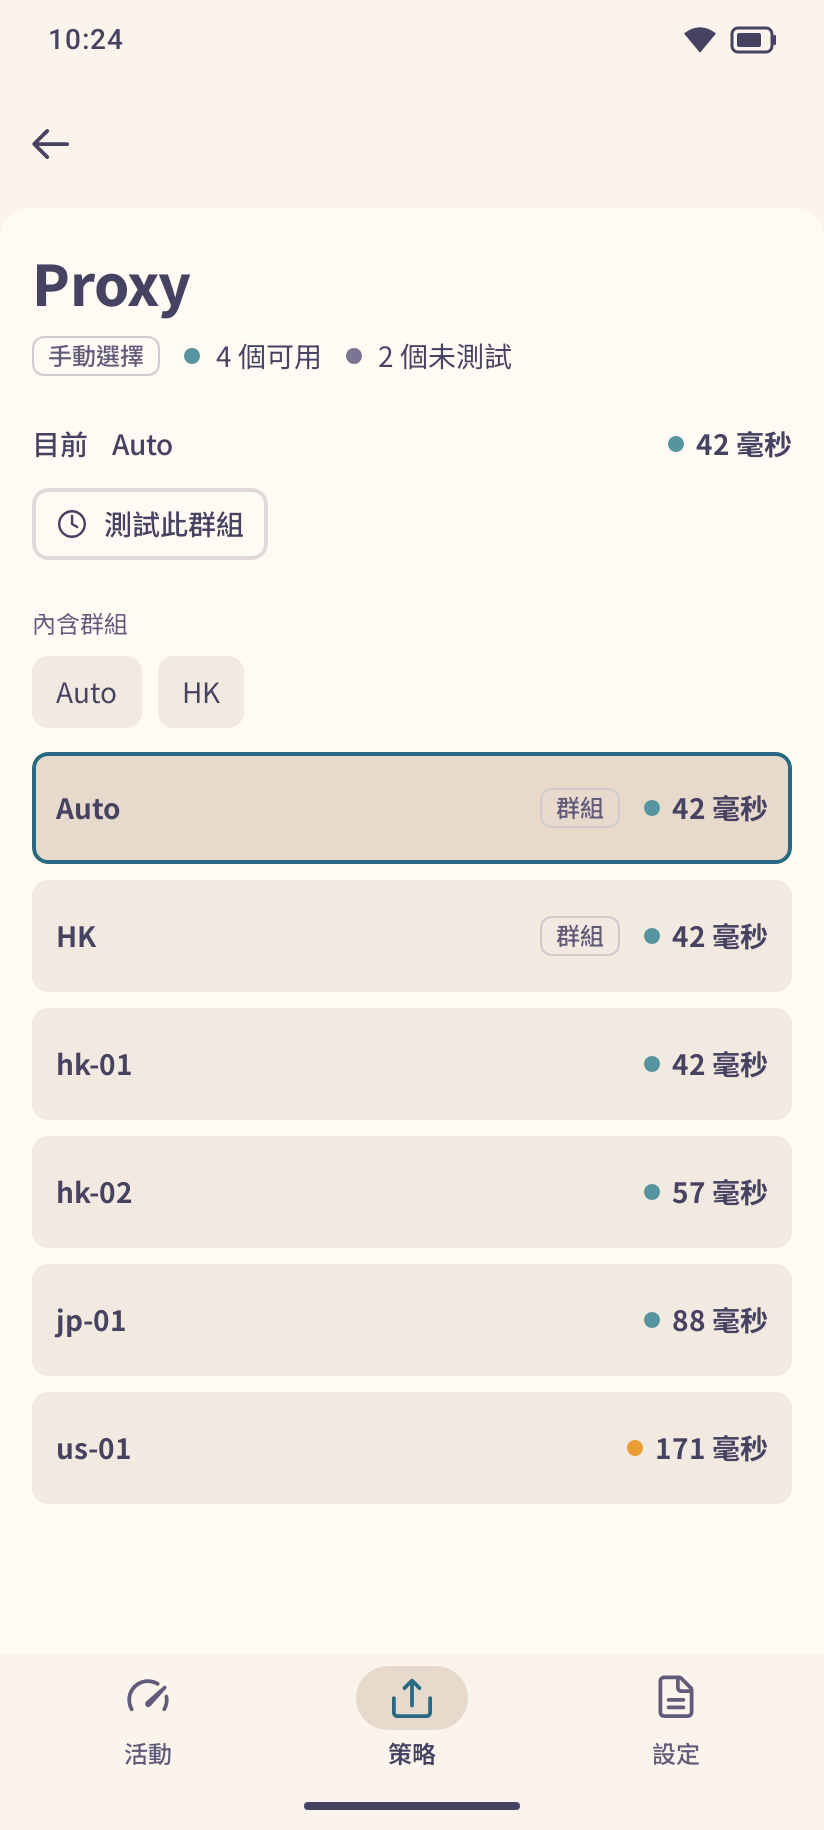 10:24
Proxy
手動選擇 4 個可用 2 個未測試
目前 Auto 42 毫秒
測試此群組
內含群組
Auto HK
Auto 群組 42 毫秒
HK 群組 42 毫秒
hk-01 42 毫秒
hk-02 57 毫秒
jp-01 88 毫秒
us-01 171 毫秒
活動 策略 設定